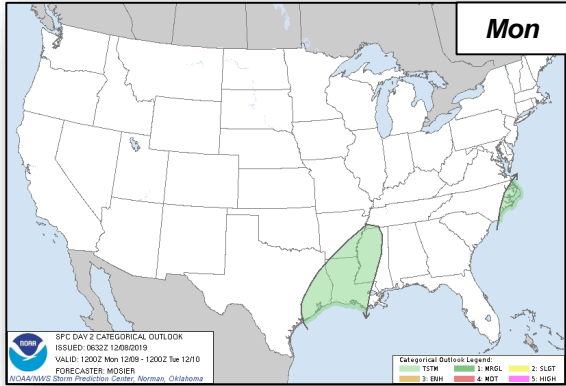 Mon
SPC DAY 2 CATEGORICAL OUTLOOK
ISSUED: 0632Z 12/08/2019
VALID: 1200Z Mon 12/09 - 1200Z Tue 12/10
FORECASTER: MOSIER
NOAA/NWS Storm Prediction Center, Norman, Oklahoma
NOAA
Categorical Outlook Legend:
TSTM 1: MRGL 2: SLGT
3: ENH 4: MDT 5: HIGH